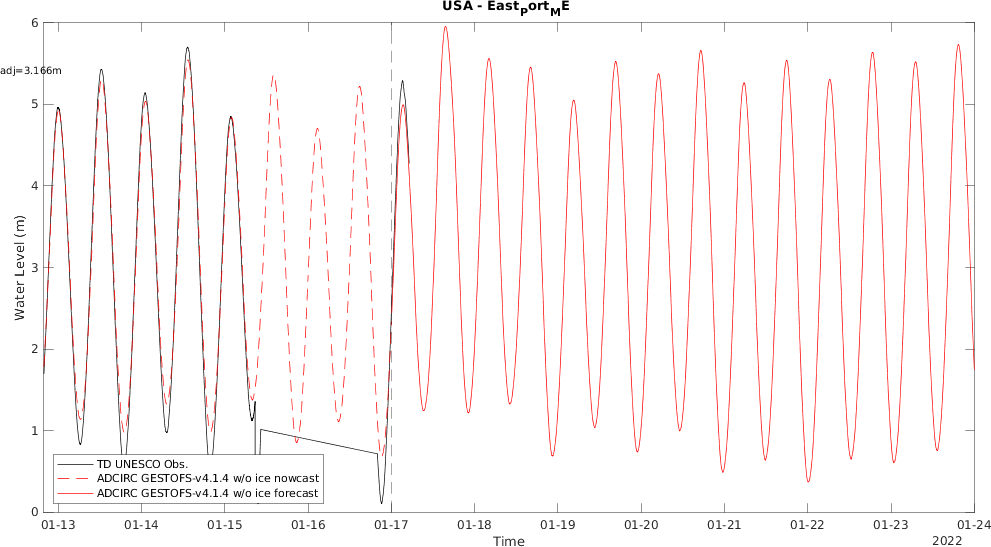 USA - EastPortME
adj=3.166m
6
5
4
3
2
1
0
Water Level (m)
TD UNESCO Obs.
ADCIRC GESTOFS-v4.1.4 w/o ice nowcast
ADCIRC GESTOFS-v4.1.4 w/o ice forecast
01-13 01-14 01-15 01-16 01-17 01-18 01-19 01-20 01-21 01-22 01-23 01-24
Time
2022